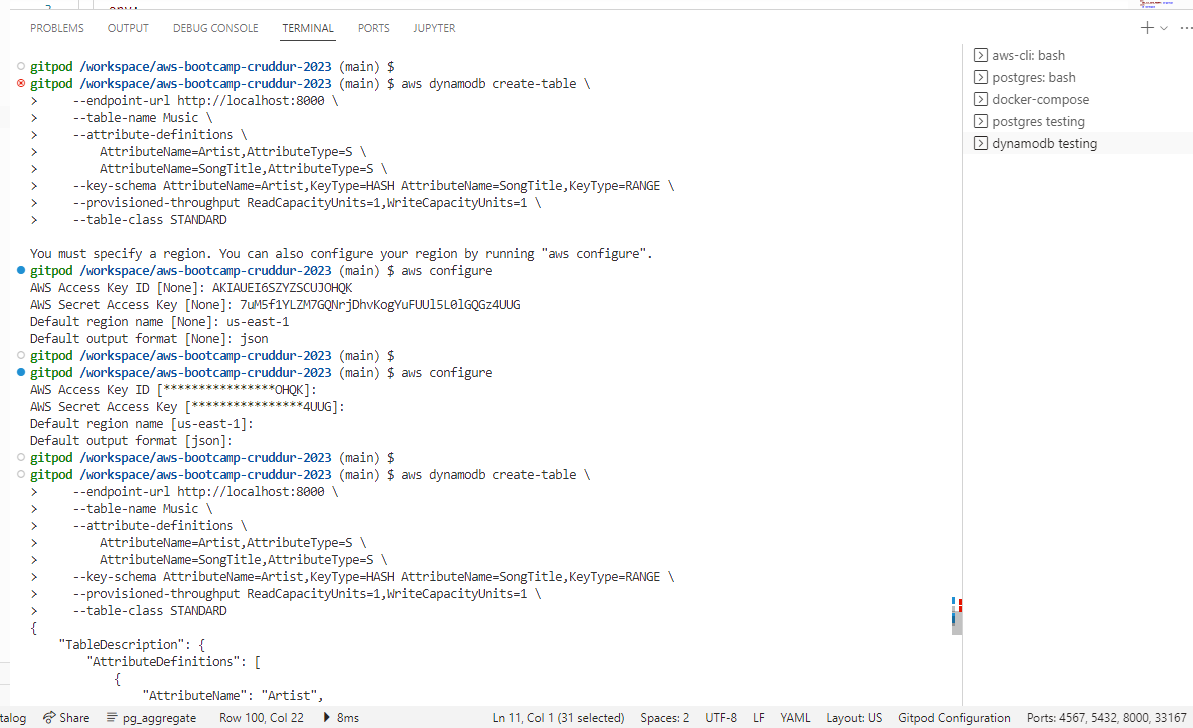 PROBLEMS OUTPUT DEBUG CONSOLE TERMINAL PORTS JUPYTER
gitpod /workspace/aws-bootcamp-cruddur-2023 (main) $
gitpod /workspace/aws-bootcamp-cruddur-2023 (main) $ aws dynamodb create-table \
> --endpoint-url http://localhost:8000 \
> --table-name Music \
> --attribute-definitions \
> AttributeName=Artist,AttributeType=S \
> AttributeName=SongTitle,AttributeType=S \
> --key-schema AttributeName=Artist,KeyType=HASH AttributeName=SongTitle,KeyType=RANGE \
> --provisioned-throughput ReadCapacityUnits=1,WriteCapacityUnits=1 \
> --table-class STANDARD
You must specify a region. You can also configure your region by running "aws configure".
gitpod /workspace/aws-bootcamp-cruddur-2023 (main) $ aws configure
AWS Access Key ID [None]: AKIAUEI6SZYZSCUJOHQK
AWS Secret Access Key [None]: 7uM5f1YLZM7GQNrjDhvKogYuFUUl5L0lGQGz4UUG
Default region name [None]: us-east-1
Default output format [None]: json
gitpod /workspace/aws-bootcamp-cruddur-2023 (main) $
gitpod /workspace/aws-bootcamp-cruddur-2023 (main) $ aws configure
AWS Access Key ID [****************OHQK]:
AWS Secret Access Key [****************4UUG]:
Default region name [us-east-1]:
Default output format [json]:
gitpod /workspace/aws-bootcamp-cruddur-2023 (main) $
gitpod /workspace/aws-bootcamp-cruddur-2023 (main) $ aws dynamodb create-table \
> --endpoint-url http://localhost:8000 \
> --table-name Music \
> --attribute-definitions \
> AttributeName=Artist,AttributeType=S \
> AttributeName=SongTitle,AttributeType=S \
> --key-schema AttributeName=Artist,KeyType=HASH AttributeName=SongTitle,KeyType=RANGE \
> --provisioned-throughput ReadCapacityUnits=1,WriteCapacityUnits=1 \
> --table-class STANDARD
{
"TableDescription": {
"AttributeDefinitions": [
{
"AttributeName": "Artist",
aws-cli: bash
postgres: bash
docker-compose
postgres testing
dynamodb testing
talog Share pg_aggregate Row 100, Col 22 8ms Ln 11, Col 1 (31 selected) Spaces: 2 UTF-8 LF YAML Layout: US Gitpod Configuration Ports: 4567, 5432, 8000, 33167